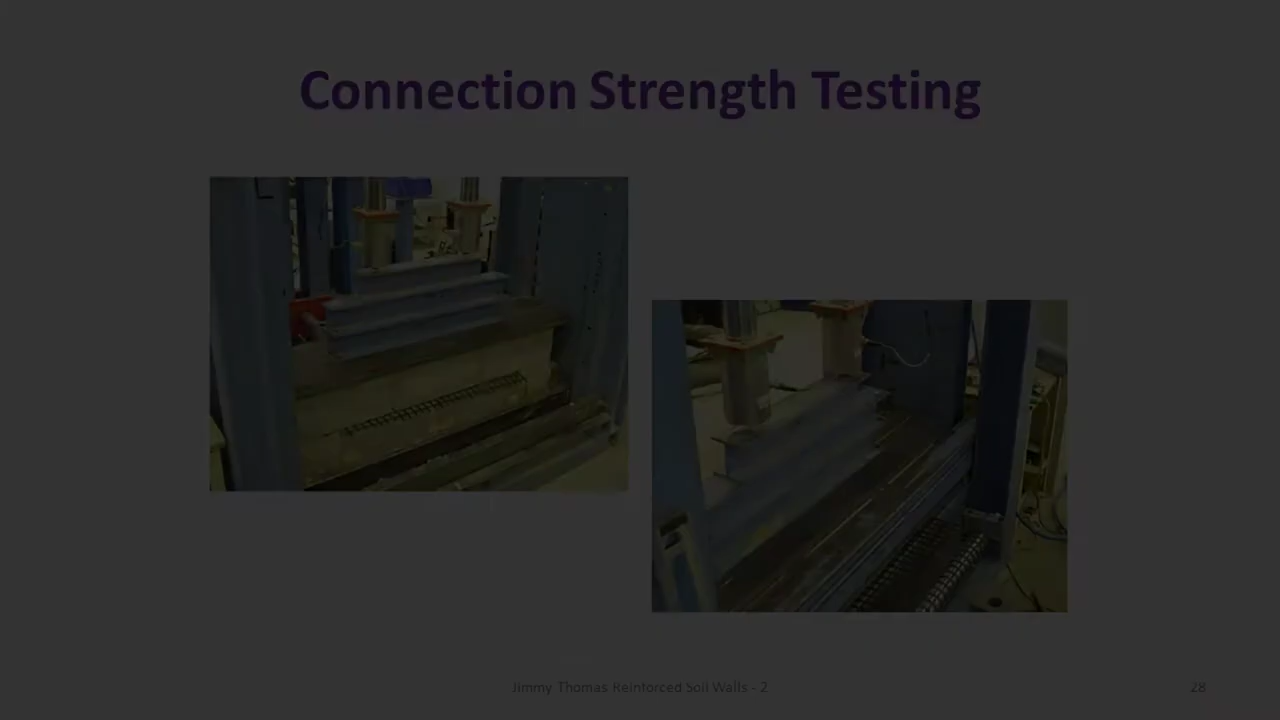 Connection Strength Testing
Jimmy Thomas Reinforced Soil Walls - 2
28